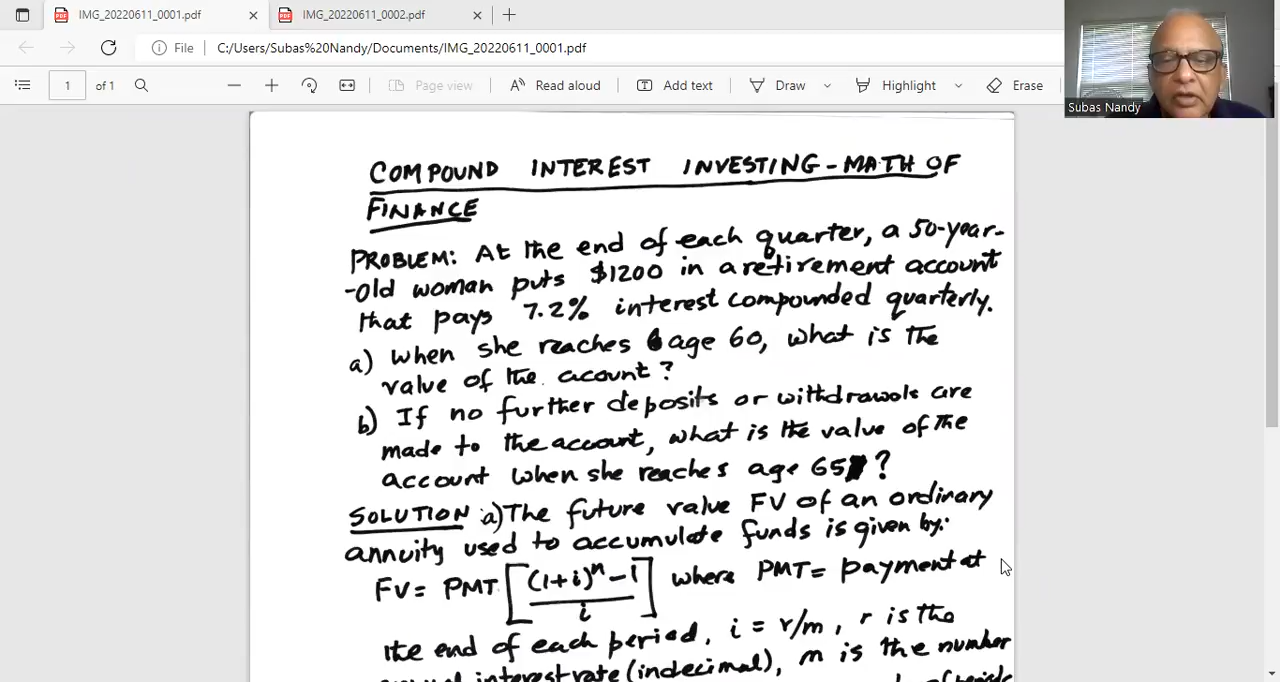 IMG_20220611_0001.pdf
IMG_20220611_0002.pdf
File C:/Users/Subas%20Nandy/Documents/IMG_20220611_0001.pdf
1 of 1 Page view Read aloud Add text Draw Highlight Erase
Subas Nandy
COMPOUND INTEREST INVESTING-MATH OF
FINANCE
PROBLEM: At the end of each quarter, a 50-year-
-old woman puts $1200 in a retirement account
that pays 7.2% interest compounded quarterly.
a) When she reaches age 60, what is the
value of the acount?
b) If no further deposits or withdrawals are
made to the account, what is the value of the
account when she reaches age 65?
SOLUTION a) The future value FV of an ordinary
annuity used to accumulate funds is given by:
FV = PMT [ (1+i)^n - 1 / i ] where PMT = payment at
the end of each period, i = r/m, r is the
interest rate (in decimal), m is the number